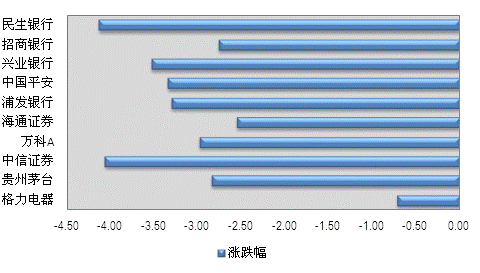 民生银行
招商银行
兴业银行
中国平安
浦发银行
海通证券
万科A
中信证券
贵州茅台
格力电器
-4.50 -4.00 -3.50 -3.00 -2.50 -2.00 -1.50 -1.00 -0.50 0.00
涨跌幅